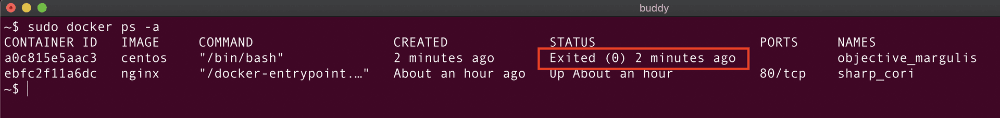 buddy
~$ sudo docker ps -a
CONTAINER ID IMAGE COMMAND CREATED STATUS PORTS NAMES
a0c815e5aac3 centos "/bin/bash" 2 minutes ago Exited (0) 2 minutes ago objective_margulis
ebfc2f11a6dc nginx "/docker-entrypoint.…" About an hour ago Up About an hour 80/tcp sharp_cori
~$